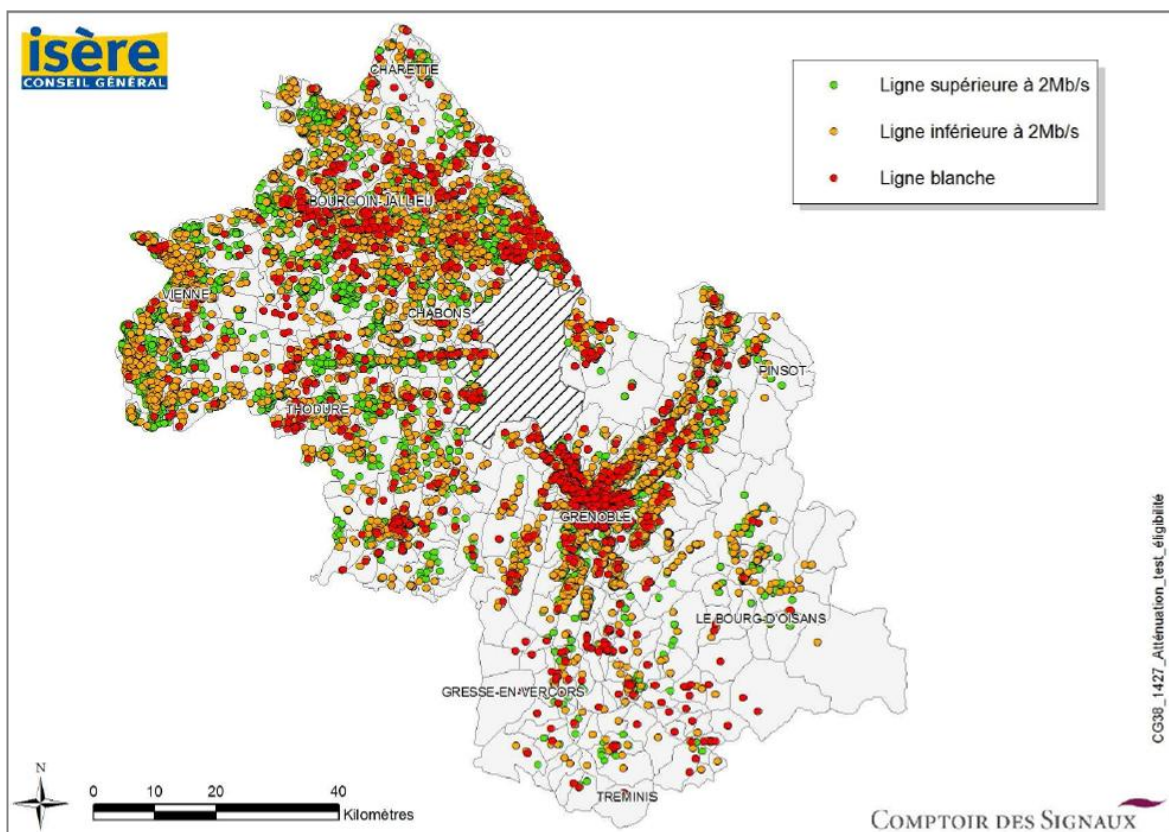 isère
CONSEIL GÉNÉRAL
Ligne supérieure à 2Mb/s
Ligne inférieure à 2Mb/s
Ligne blanche
CHARETTE
BOURGOIN-JALLIEU
VIENNE
CHABONS
PINSOT
THODURE
GRENOBLE
LE BOURG-D'OISANS
GRESSE-EN-VERCORS
TREMINIS
N
0 10 20 40
Kilomètres
CG38_1427_Atténuation_test_éligibilité
COMPTOIR DES SIGNAUX